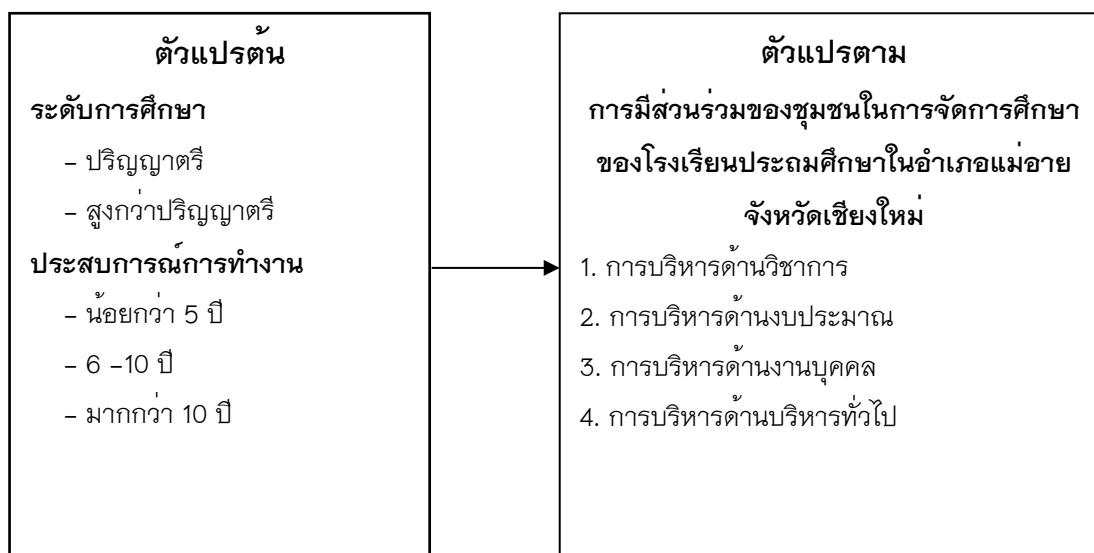 ตัวแปรต้น
ระดับการศึกษา
– ปริญญาตรี
– สูงกว่าปริญญาตรี
ประสบการณ์การทำงาน
– น้อยกว่า 5 ปี
– 6 –10 ปี
– มากกว่า 10 ปี
ตัวแปรตาม
การมีส่วนร่วมของชุมชนในการจัดการศึกษา
ของโรงเรียนประถมศึกษาในอำเภอแม่อาย
จังหวัดเชียงใหม่
1. การบริหารด้านวิชาการ
2. การบริหารด้านงบประมาณ
3. การบริหารด้านงานบุคคล
4. การบริหารด้านบริหารทั่วไป